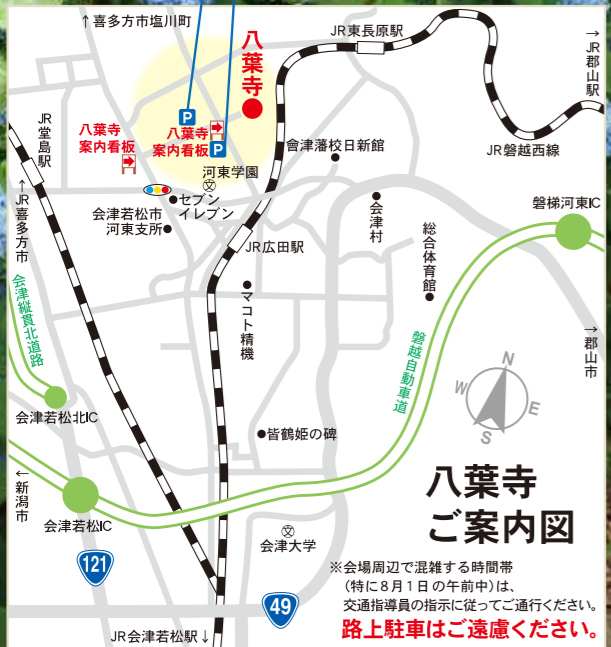 ↑喜多方市塩川町
JR東長原駅
→JR郡山駅
八葉寺
P
八葉寺
案内看板
八葉寺
案内看板
P
JR堂島駅
河東学園
文
會津藩校日新館
JR磐越西線
セブン
イレブン
会津若松市
河東支所
会津村
磐梯河東IC
←JR喜多方市
JR広田駅
総合体育館
会津縦貫北道路
マコト精機
磐越自動車道
→郡山市
N
W
E
S
会津若松北IC
皆鶴姫の碑
←新潟市
会津若松IC
文
会津大学
八葉寺
ご案内図
121
49
※会場周辺で混雑する時間帯
(特に8月1日の午前中)は、
交通指導員の指示に従ってご通行ください。
路上駐車はご遠慮ください。
JR会津若松駅↓